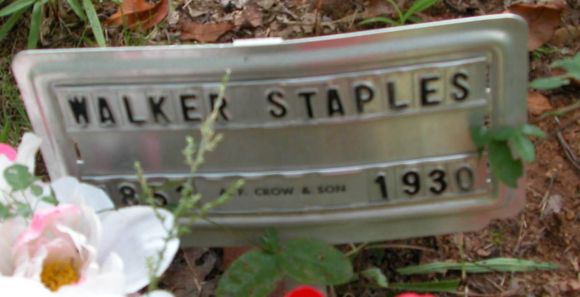 WALKER STAPLES
A.Y. CROW & SON 1930